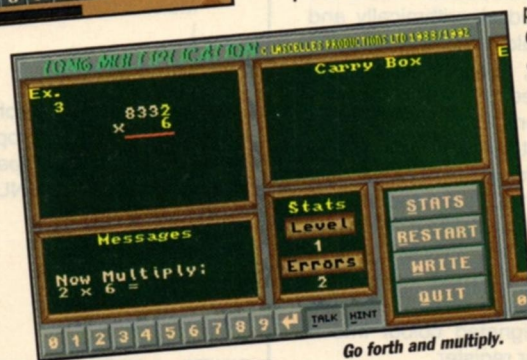 LONG MULTIPLICATION © LASCELLES PRODUCTIONS LTD 1988/1992
Ex.
3
8332
x 6
Carry Box
Messages
Now Multiply:
2 x 6 =
Stats
Level
1
Errors
2
STATS
RESTART
WRITE
QUIT
0 1 2 3 4 5 6 7 8 9 ↵ TALK HINT
Go forth and multiply.